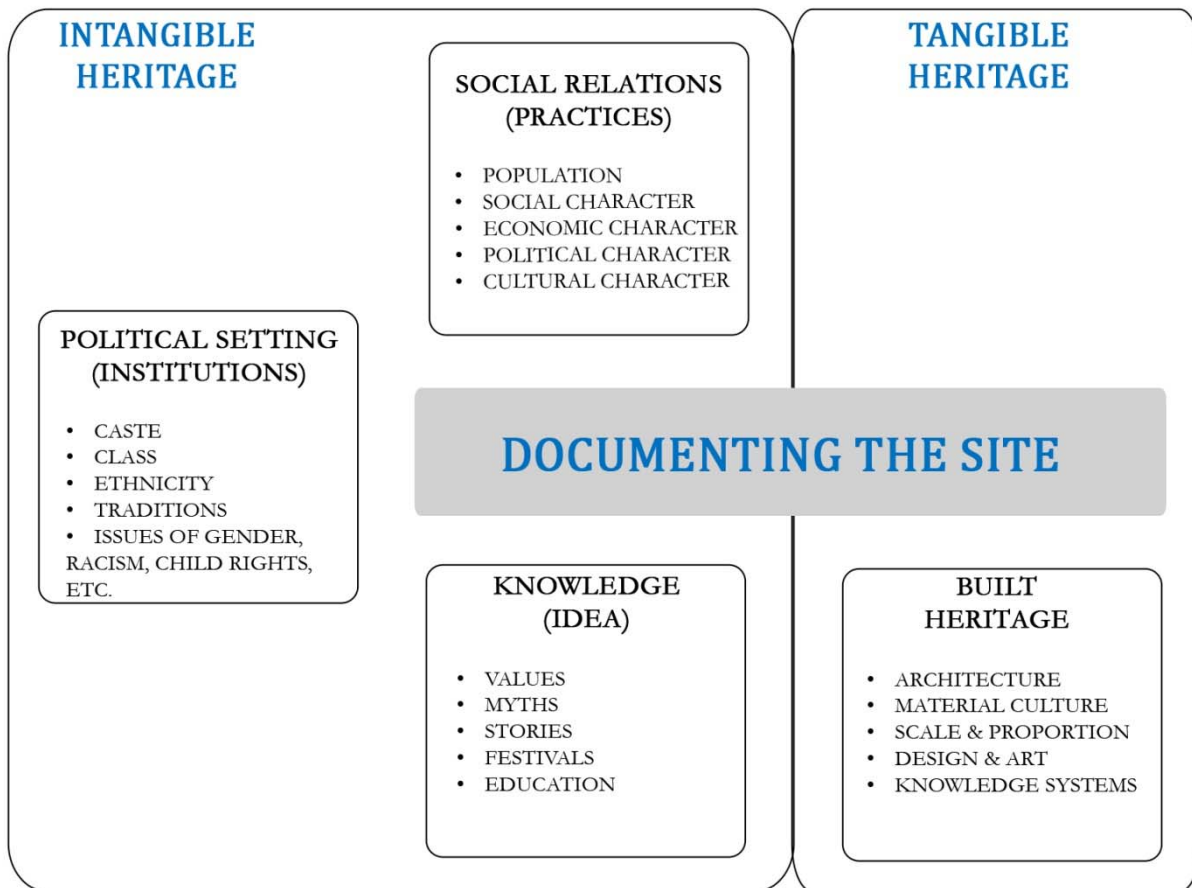 INTANGIBLE
HERITAGE
TANGIBLE
HERITAGE
SOCIAL RELATIONS
(PRACTICES)
• POPULATION
• SOCIAL CHARACTER
• ECONOMIC CHARACTER
• POLITICAL CHARACTER
• CULTURAL CHARACTER
POLITICAL SETTING
(INSTITUTIONS)
• CASTE
• CLASS
• ETHNICITY
• TRADITIONS
• ISSUES OF GENDER,
RACISM, CHILD RIGHTS,
ETC.
DOCUMENTING THE SITE
KNOWLEDGE
(IDEA)
• VALUES
• MYTHS
• STORIES
• FESTIVALS
• EDUCATION
BUILT
HERITAGE
• ARCHITECTURE
• MATERIAL CULTURE
• SCALE & PROPORTION
• DESIGN & ART
• KNOWLEDGE SYSTEMS